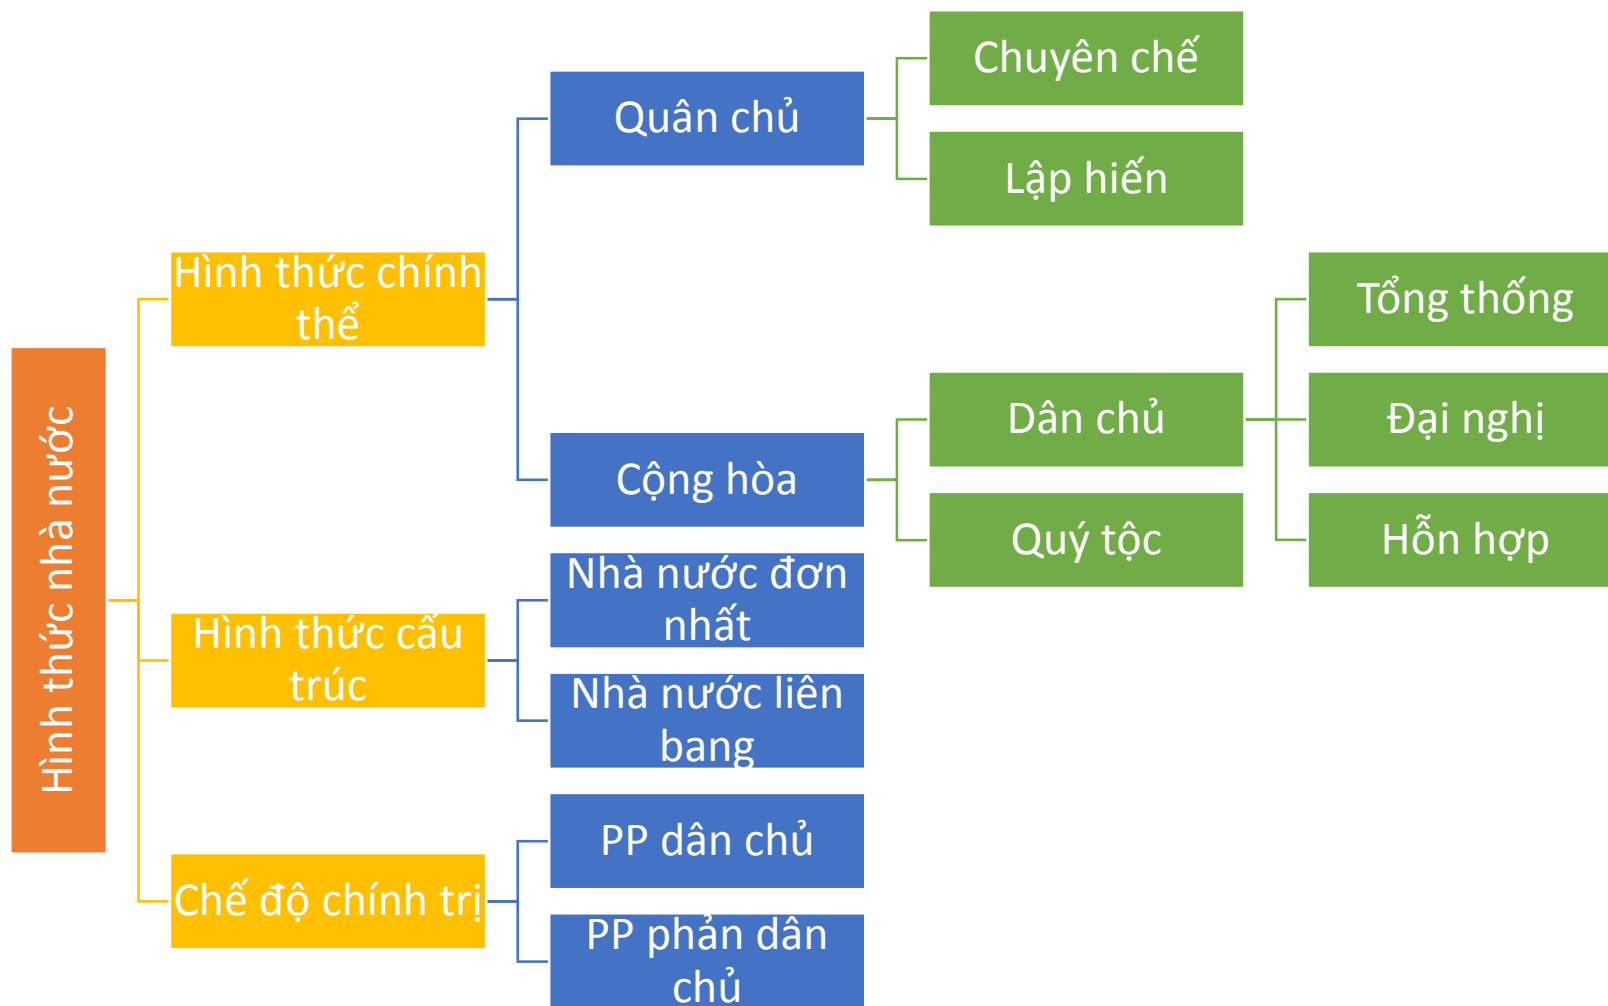 Hình thức nhà nước
Hình thức chính
thể
Quân chủ
Chuyên chế
Lập hiến
Cộng hòa
Dân chủ
Tổng thống
Đại nghị
Hỗn hợp
Quý tộc
Hình thức cấu
trúc
Nhà nước đơn
nhất
Nhà nước liên
bang
Chế độ chính trị
PP dân chủ
PP phản dân
chủ